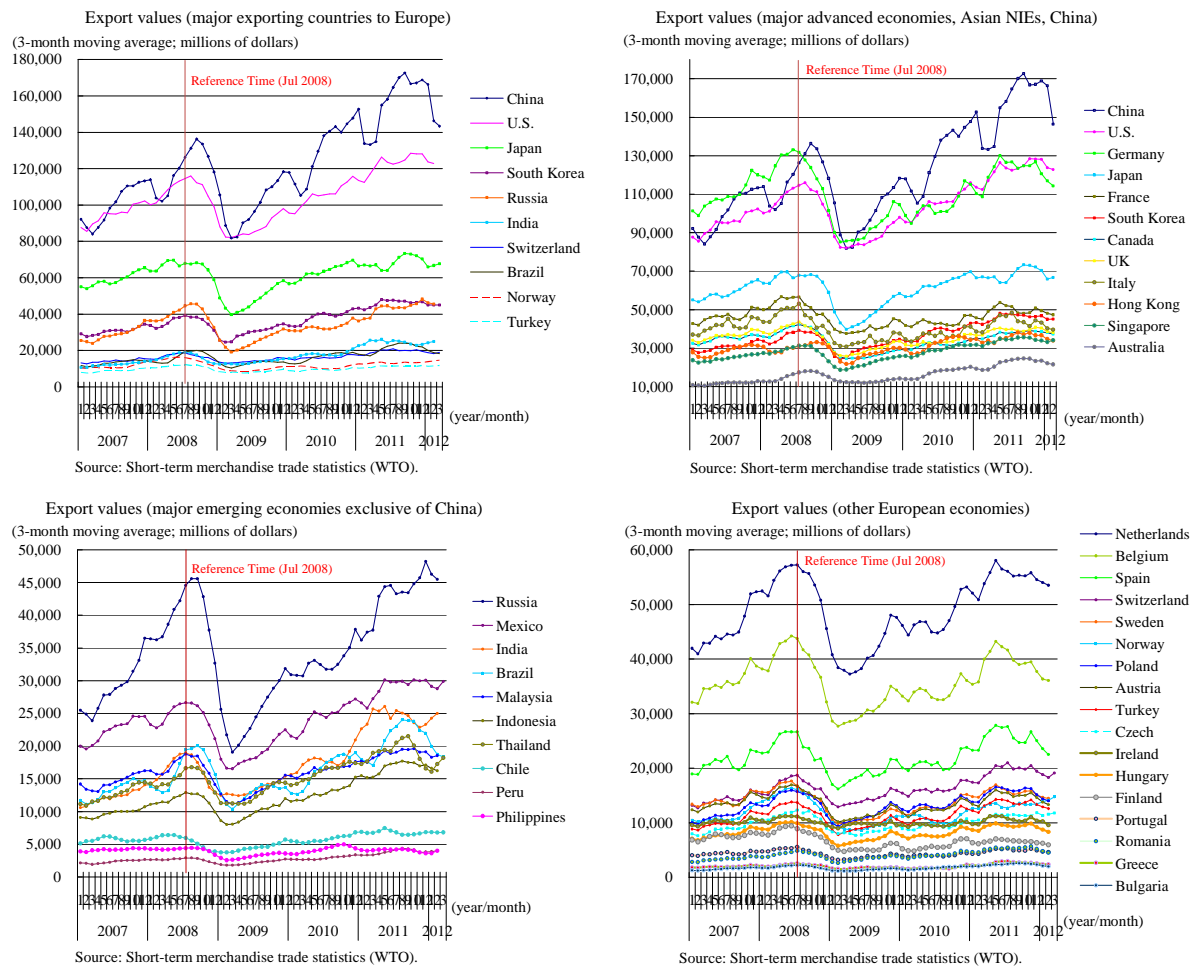 Export values (major exporting countries to Europe)
(3-month moving average; millions of dollars)
180,000
160,000
140,000
120,000
100,000
80,000
60,000
40,000
20,000
0
Reference Time (Jul 2008)
China
U.S.
Japan
South Korea
Russia
India
Switzerland
Brazil
Norway
Turkey
(year/month)
2007 2008 2009 2010 2011 2012
Source: Short-term merchandise trade statistics (WTO).
Export values (major advanced economies, Asian NIEs, China)
(3-month moving average; millions of dollars)
170,000
150,000
130,000
110,000
90,000
70,000
50,000
30,000
10,000
Reference Time (Jul 2008)
China
U.S.
Germany
Japan
France
South Korea
Canada
UK
Italy
Hong Kong
Singapore
Australia
(year/month)
2007 2008 2009 2010 2011 2012
Source: Short-term merchandise trade statistics (WTO).
Export values (major emerging economies exclusive of China)
(3-month moving average; millions of dollars)
50,000
45,000
40,000
35,000
30,000
25,000
20,000
15,000
10,000
5,000
0
Reference Time (Jul 2008)
Russia
Mexico
India
Brazil
Malaysia
Indonesia
Thailand
Chile
Peru
Philippines
(year/month)
2007 2008 2009 2010 2011 2012
Source: Short-term merchandise trade statistics (WTO).
Export values (other European economies)
(3-month moving average; millions of dollars)
60,000
50,000
40,000
30,000
20,000
10,000
0
Reference Time (Jul 2008)
Netherlands
Belgium
Spain
Switzerland
Sweden
Norway
Poland
Austria
Turkey
Czech
Ireland
Hungary
Finland
Portugal
Romania
Greece
Bulgaria
(year/month)
2007 2008 2009 2010 2011 2012
Source: Short-term merchandise trade statistics (WTO).